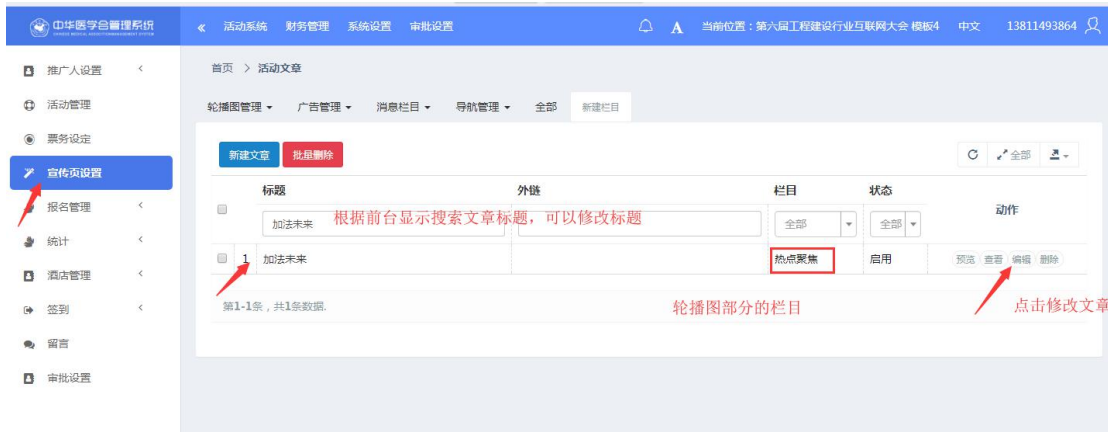 中华医学会管理系统
« 活动系统 财务管理 系统设置 审批设置
A 当前位置：第六届工程建设行业互联网大会 模板4 中文 13811493864
推广人设置
活动管理
票务设定
宣传页设置
报名管理
统计
酒店管理
签到
留言
审批设置
首页 > 活动文章
轮播图管理 广告管理 消息栏目 导航管理 全部 新建栏目
新建文章 批量删除 全部
标题 外链 栏目 状态 动作
加法未来 全部 全部
根据前台显示搜索文章标题，可以修改标题
1 加法未来 热点聚焦 启用 预览 查看 编辑 删除
第1-1条，共1条数据.
轮播图部分的栏目
点击修改文章